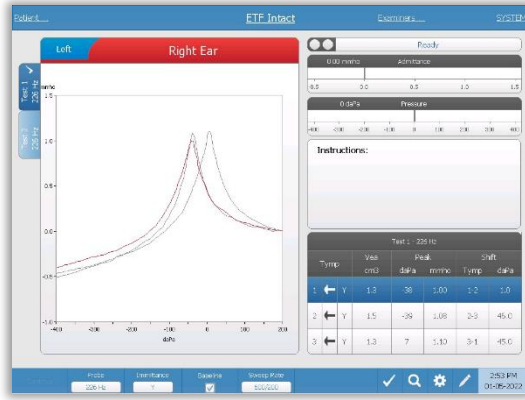 Patient ...
ETF Intact
Examiners ...
SYSTEM
Left
Right Ear
Ready
0.00 mmho Admittance
0.5 0.0 0.5 1.0 1.5
0 daPa Pressure
-400 -300 -200 -100 0 100 200 300 400
Test 1
226 Hz
Test 2
226 Hz
mmho
1.5
1.0
0.5
0.0
-0.5
-1.0
-400 -300 -200 -100 0 100 200
daPa
Instructions:
Test 1 - 226 Hz
Tymp Vea Peak Shift
cm3 daPa mmho Tymp daPa
1 Y 1.3 -38 1.00 1-2 1.0
2 Y 1.5 -39 1.08 2-3 45.0
3 Y 1.3 7 1.10 3-1 45.0
Probe Immittance Baseline Sweep Rate
226 Hz Y 600/200
2:53 PM
01-05-2022